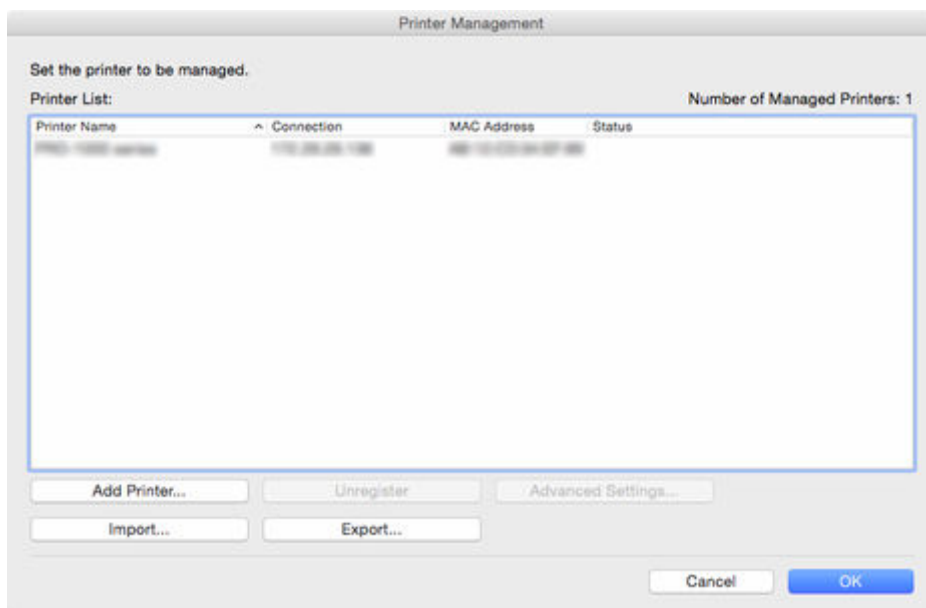 Printer Management
Set the printer to be managed.
Printer List: Number of Managed Printers: 1
Printer Name Connection MAC Address Status
Add Printer... Unregister Advanced Settings...
Import... Export...
Cancel OK